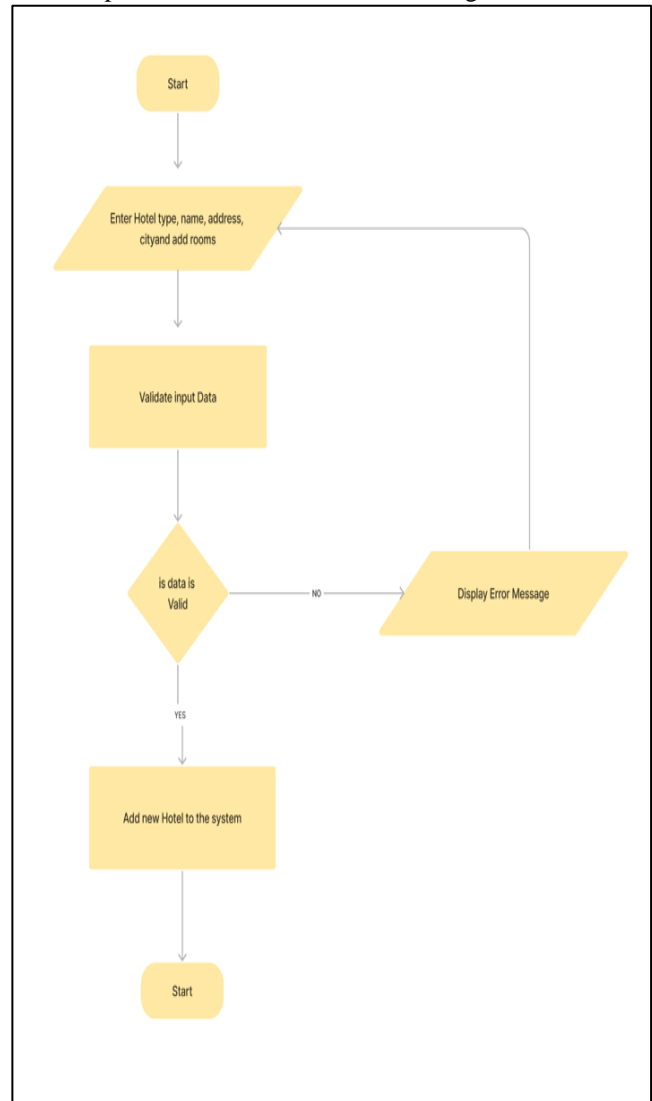 Start
Enter Hotel type, name, address,
cityand add rooms
Validate input Data
is data is
Valid
NO
Display Error Message
YES
Add new Hotel to the system
Start